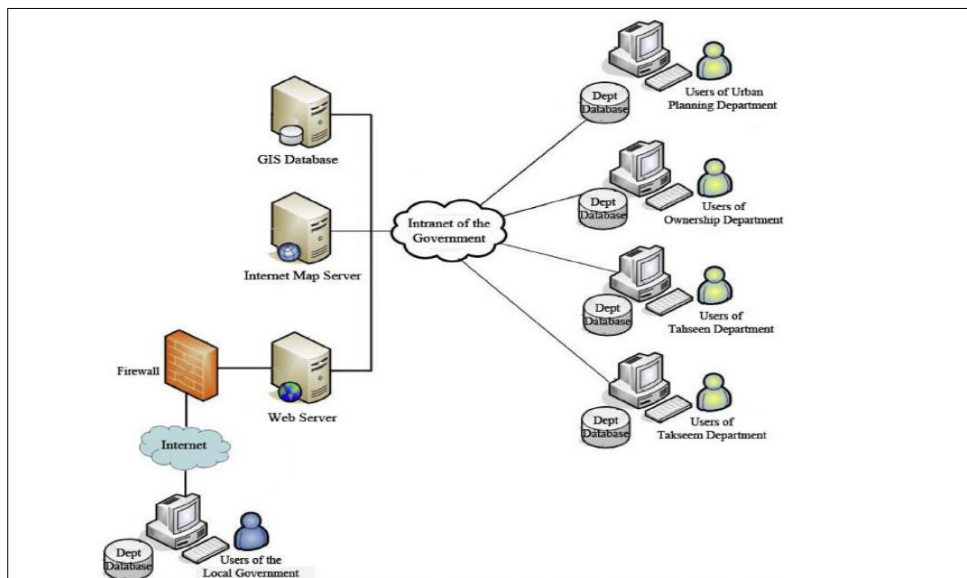 Dept
Database
Users of Urban
Planning Department
GIS Database
Dept
Database
Users of
Ownership Department
Intranet of the
Government
Internet Map Server
Dept
Database
Users of
Tahseen Department
Firewall
Web Server
Dept
Database
Users of
Takseem Department
Internet
Dept
Database
Users of the
Local Government